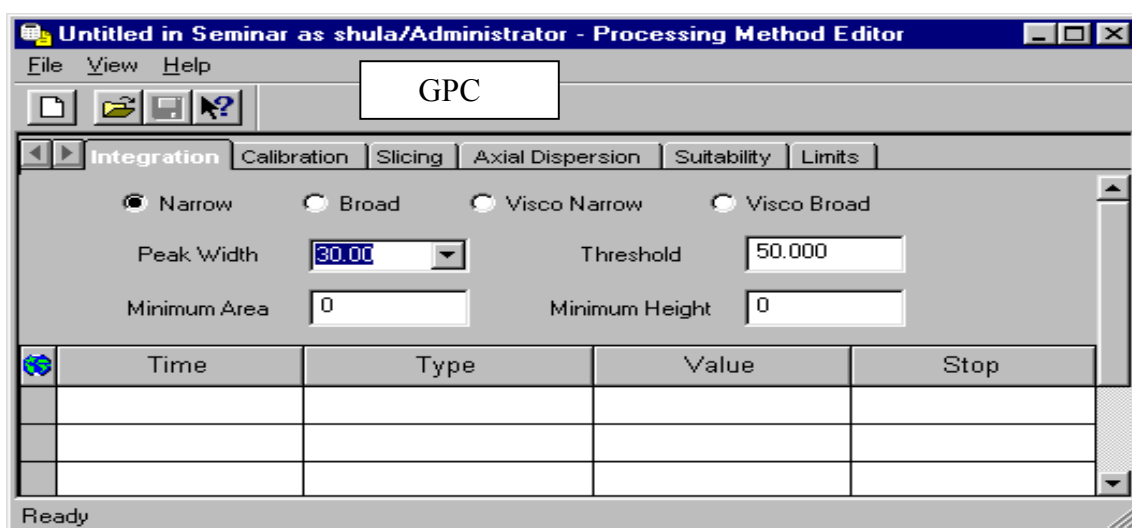 Untitled in Seminar as shula/Administrator - Processing Method Editor
File View Help
GPC
Integration Calibration Slicing Axial Dispersion Suitability Limits
Narrow Broad Visco Narrow Visco Broad
Peak Width 30.00 Threshold 50.000
Minimum Area 0 Minimum Height 0
Time Type Value Stop
Ready